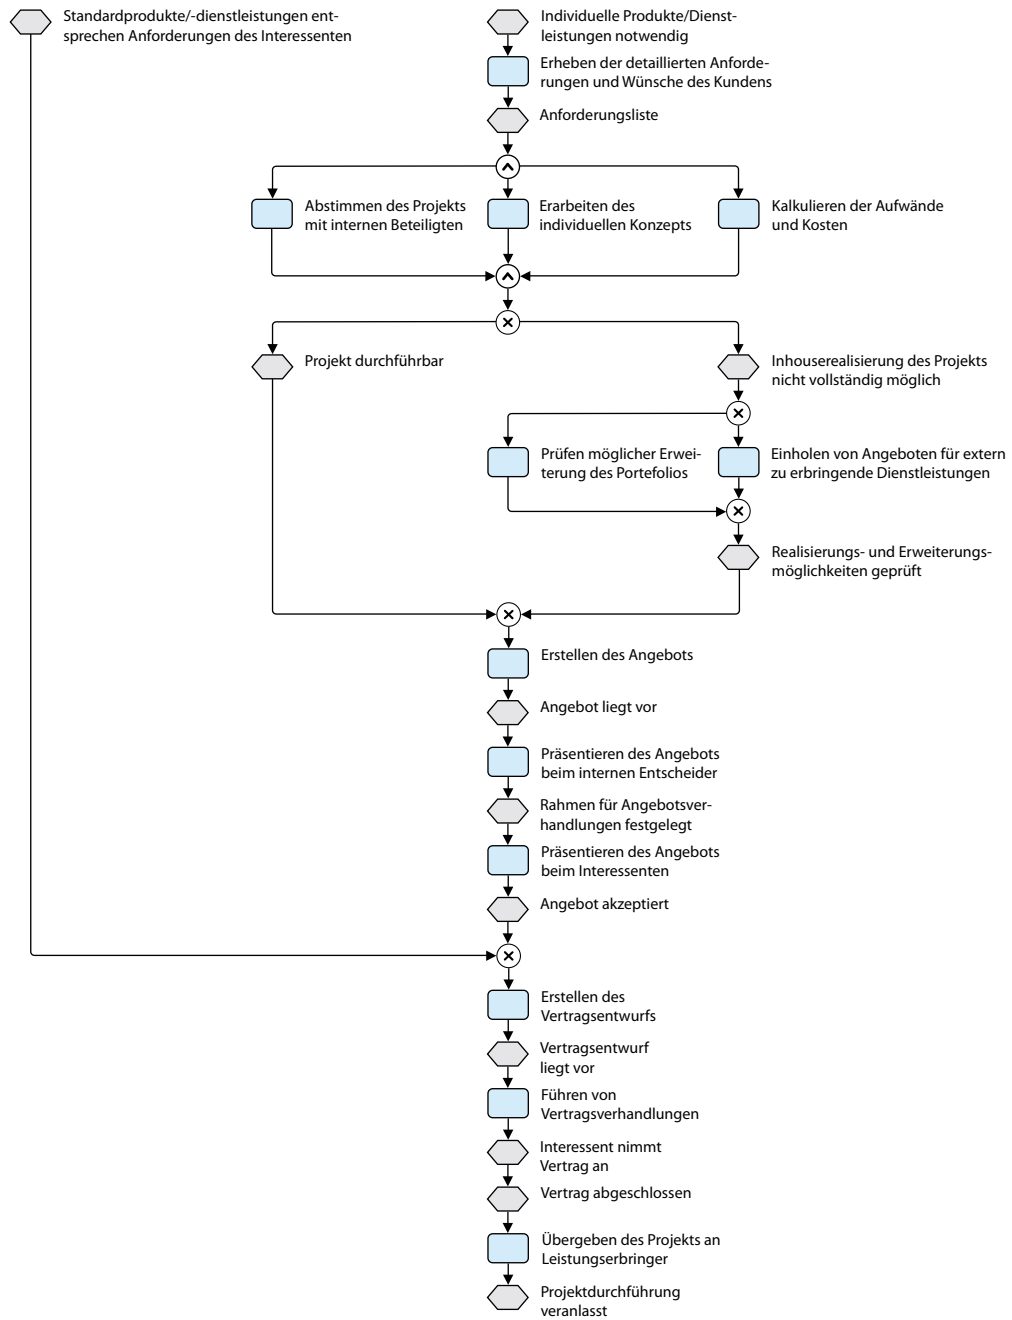 Standardprodukte/-dienstleistungen ent-
sprechen Anforderungen des Interessenten
Individuelle Produkte/Dienst-
leistungen notwendig
Erheben der detaillierten Anforde-
rungen und Wünsche des Kundens
Anforderungsliste
Abstimmen des Projekts
mit internen Beteiligten
Erarbeiten des
individuellen Konzepts
Kalkulieren der Aufwände
und Kosten
Projekt durchführbar
Inhouserealisierung des Projekts
nicht vollständig möglich
Prüfen möglicher Erwei-
terung des Portefolios
Einholen von Angeboten für extern
zu erbringende Dienstleistungen
Realisierungs- und Erweiterungs-
möglichkeiten geprüft
Erstellen des Angebots
Angebot liegt vor
Präsentieren des Angebots
beim internen Entscheider
Rahmen für Angebotsver-
handlungen festgelegt
Präsentieren des Angebots
beim Interessenten
Angebot akzeptiert
Erstellen des
Vertragsentwurfs
Vertragsentwurf
liegt vor
Führen von
Vertragsverhandlungen
Interessent nimmt
Vertrag an
Vertrag abgeschlossen
Übergeben des Projekts an
Leistungserbringer
Projektdurchführung
veranlasst